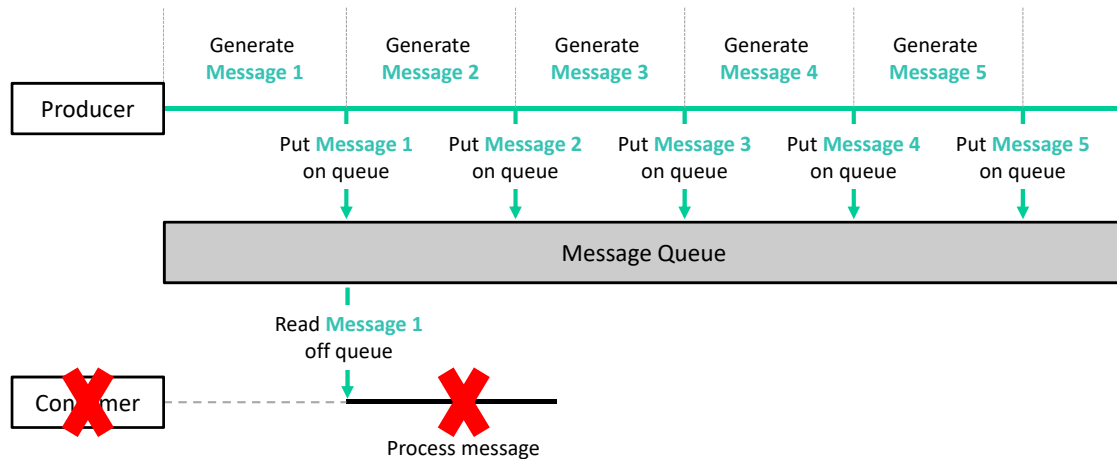 Generate
Message 1
Generate
Message 2
Generate
Message 3
Generate
Message 4
Generate
Message 5
Producer
Put Message 1
on queue
Put Message 2
on queue
Put Message 3
on queue
Put Message 4
on queue
Put Message 5
on queue
Message Queue
Read Message 1
off queue
Consumer
Process message